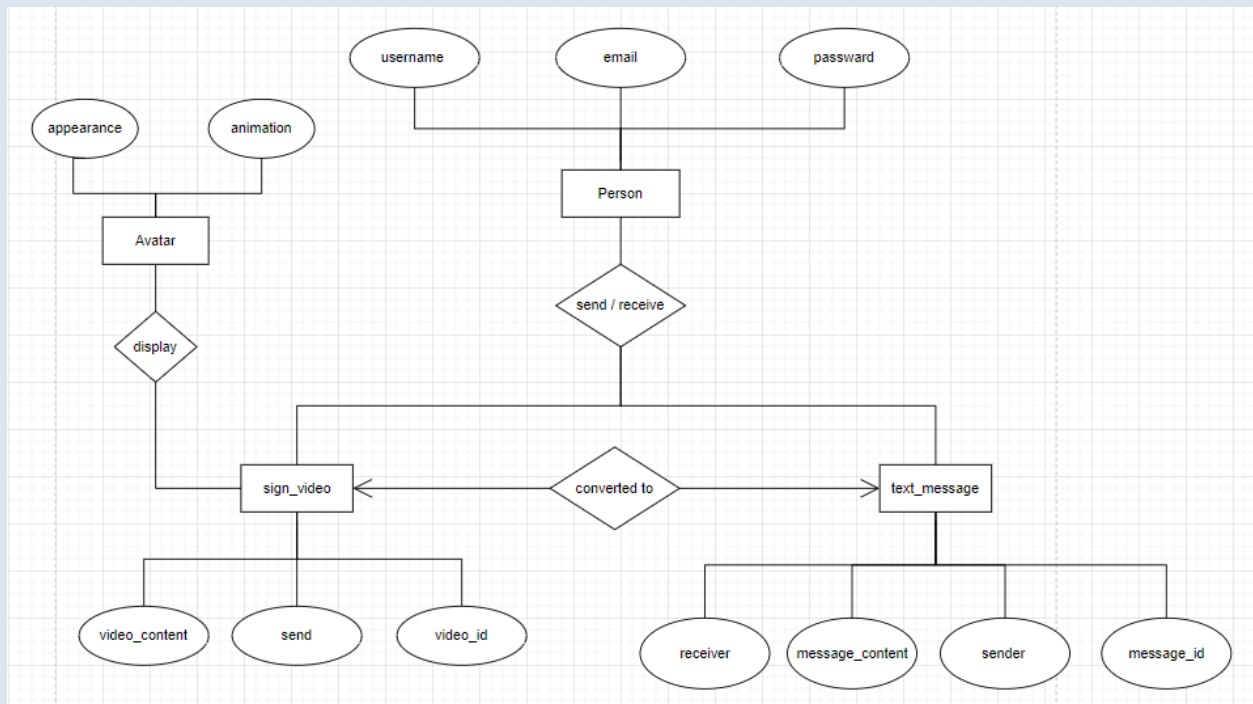 username
email
passward
appearance
animation
Person
Avatar
send / receive
display
sign_video
converted to
text_message
video_content
send
video_id
receiver
message_content
sender
message_id